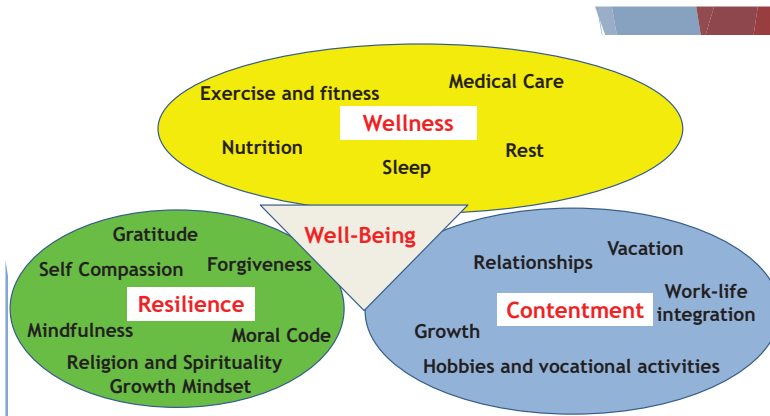 Exercise and fitness
Medical Care
Wellness
Nutrition
Sleep
Rest
Well-Being
Gratitude
Self Compassion
Forgiveness
Resilience
Mindfulness
Moral Code
Religion and Spirituality
Growth Mindset
Relationships
Vacation
Work-life
integration
Contentment
Growth
Hobbies and vocational activities